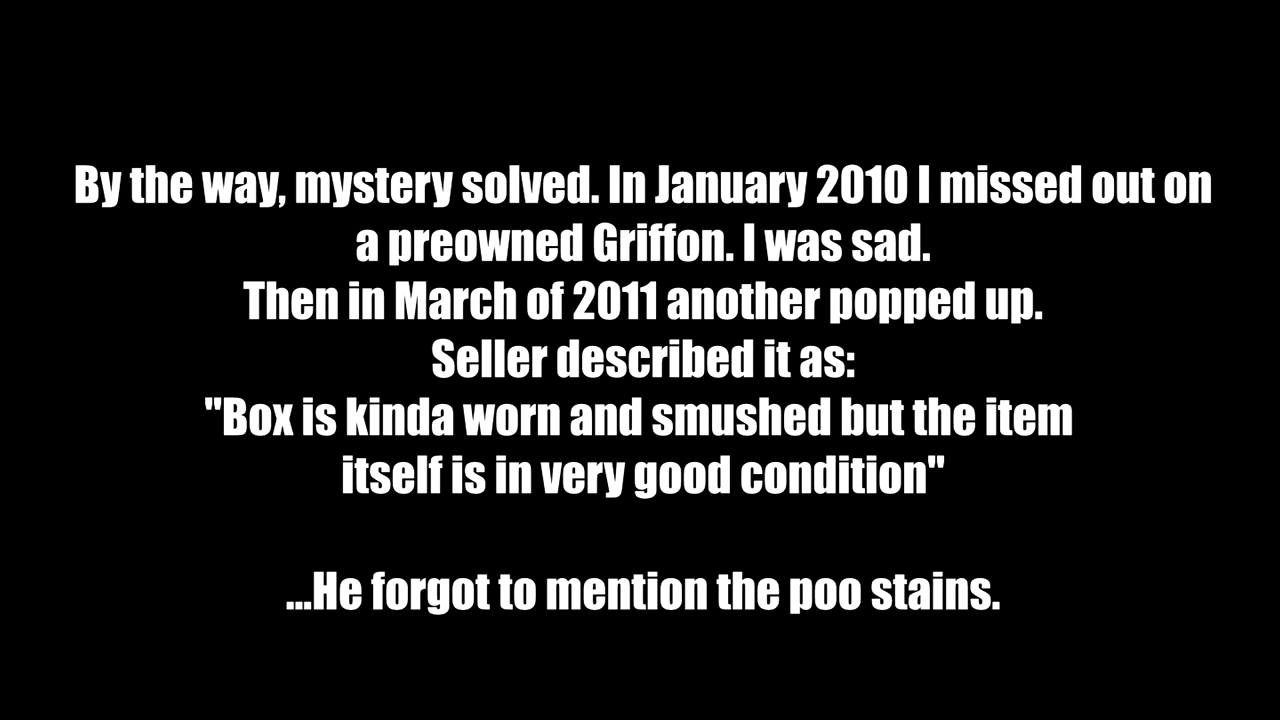 By the way, mystery solved. In January 2010 I missed out on
a preowned Griffon. I was sad.
Then in March of 2011 another popped up.
Seller described it as:
"Box is kinda worn and smushed but the item
itself is in very good condition"
...He forgot to mention the poo stains.